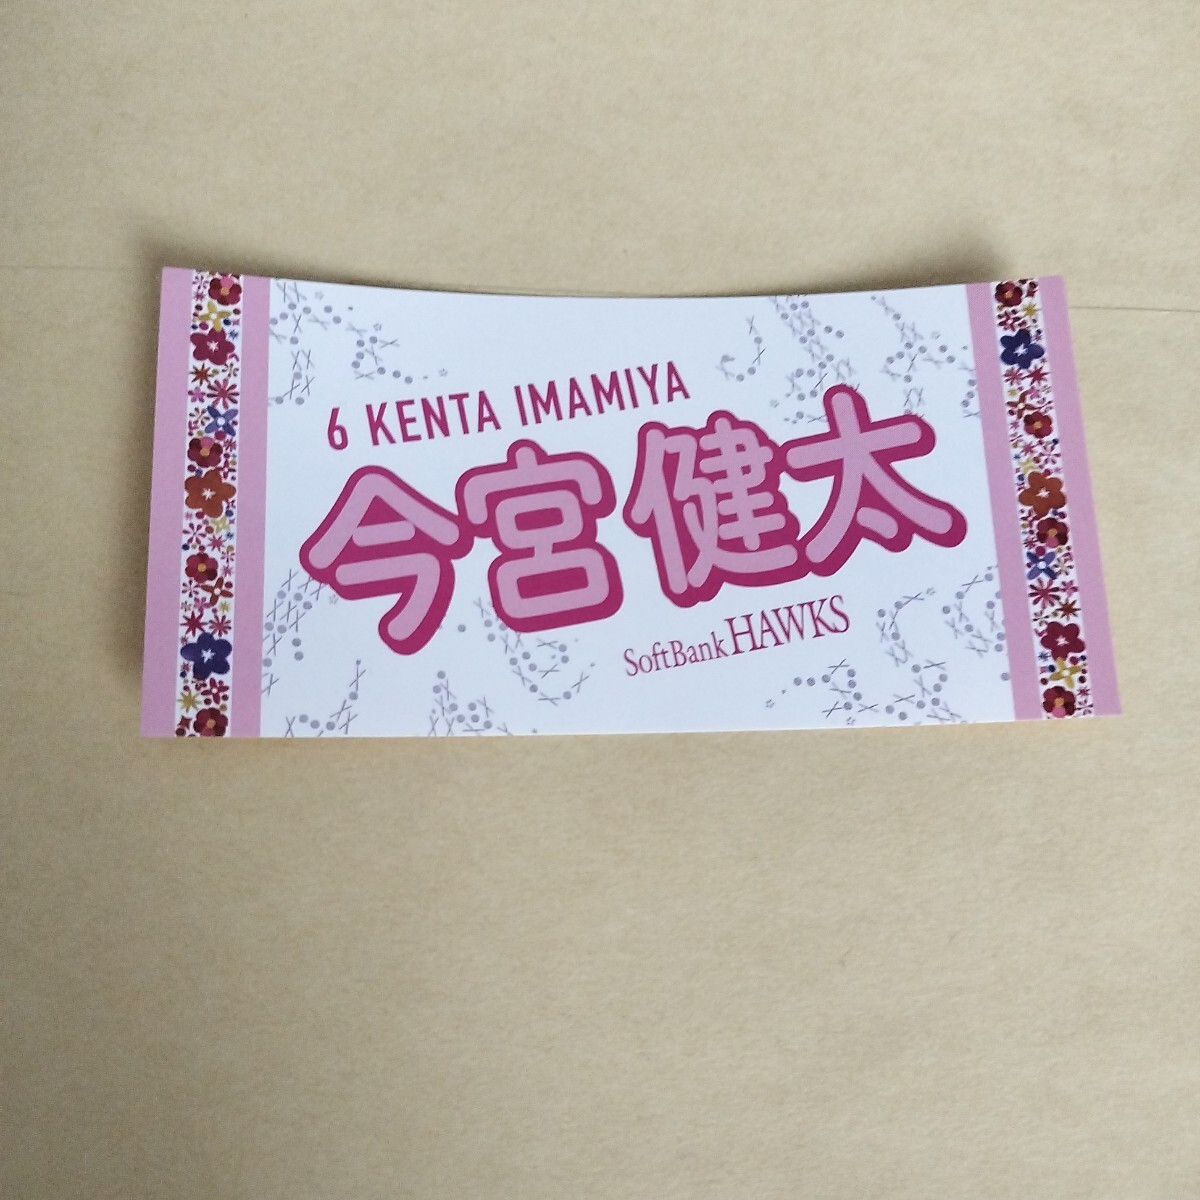 6 KENTA IMAMIYA
今宮健太
SoftBank HAWKS